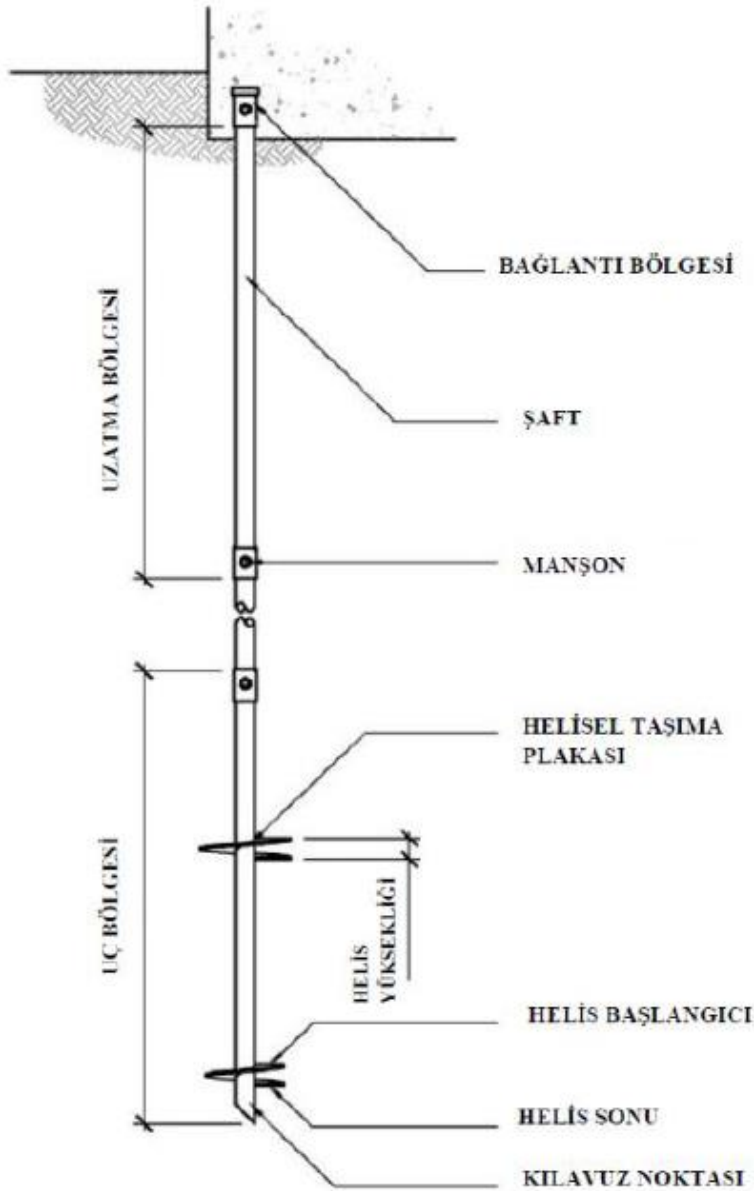 BAĞLANTI BÖLGESİ
UZATMA BÖLGESİ
ŞAFT
MANŞON
HELİSEL TAŞIMA
PLAKASI
UÇ BÖLGESİ
HELİS
YÜKSEKLİĞİ
HELİS BAŞLANGICI
HELİS SONU
KILAVUZ NOKTASI